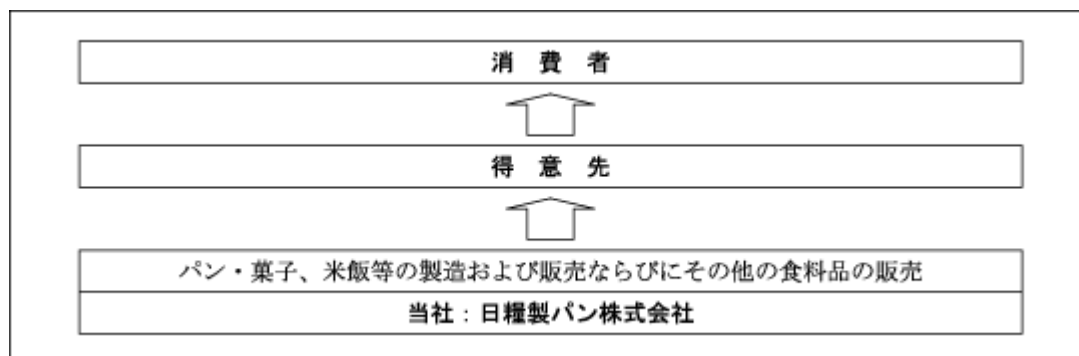 消 費 者
得 意 先
パン・菓子、米飯等の製造および販売ならびにその他の食料品の販売
当社：日糧製パン株式会社